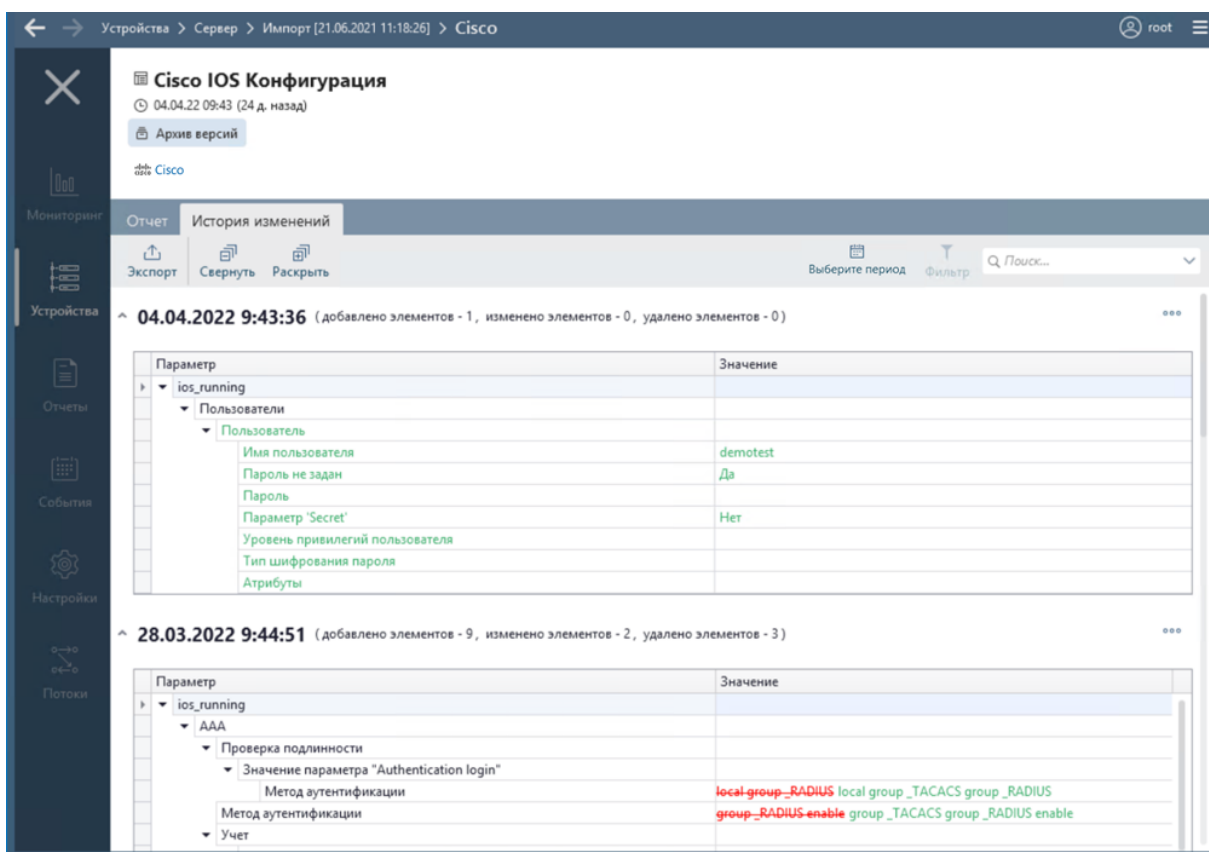 Устройства > Сервер > Импорт [21.06.2021 11:18:26] > Cisco
root
Cisco IOS Конфигурация
04.04.22 09:43 (24 д. назад)
Архив версий
Cisco
Мониторинг
Устройства
Отчеты
События
Настройки
Потоки
Отчет История изменений
Экспорт Свернуть Раскрыть Выберите период Фильтр Поиск...
04.04.2022 9:43:36 (добавлено элементов - 1, изменено элементов - 0, удалено элементов - 0)
Параметр Значение
ios_running
Пользователи
Пользователь
Имя пользователя demotest
Пароль не задан Да
Пароль
Параметр 'Secret' Нет
Уровень привилегий пользователя
Тип шифрования пароля
Атрибуты
28.03.2022 9:44:51 (добавлено элементов - 9, изменено элементов - 2, удалено элементов - 3)
Параметр Значение
ios_running
AAA
Проверка подлинности
Значение параметра "Authentication login"
Метод аутентификации local group _RADIUS local group _TACACS group _RADIUS
Метод аутентификации group _RADIUS enable group _TACACS group _RADIUS enable
Учет